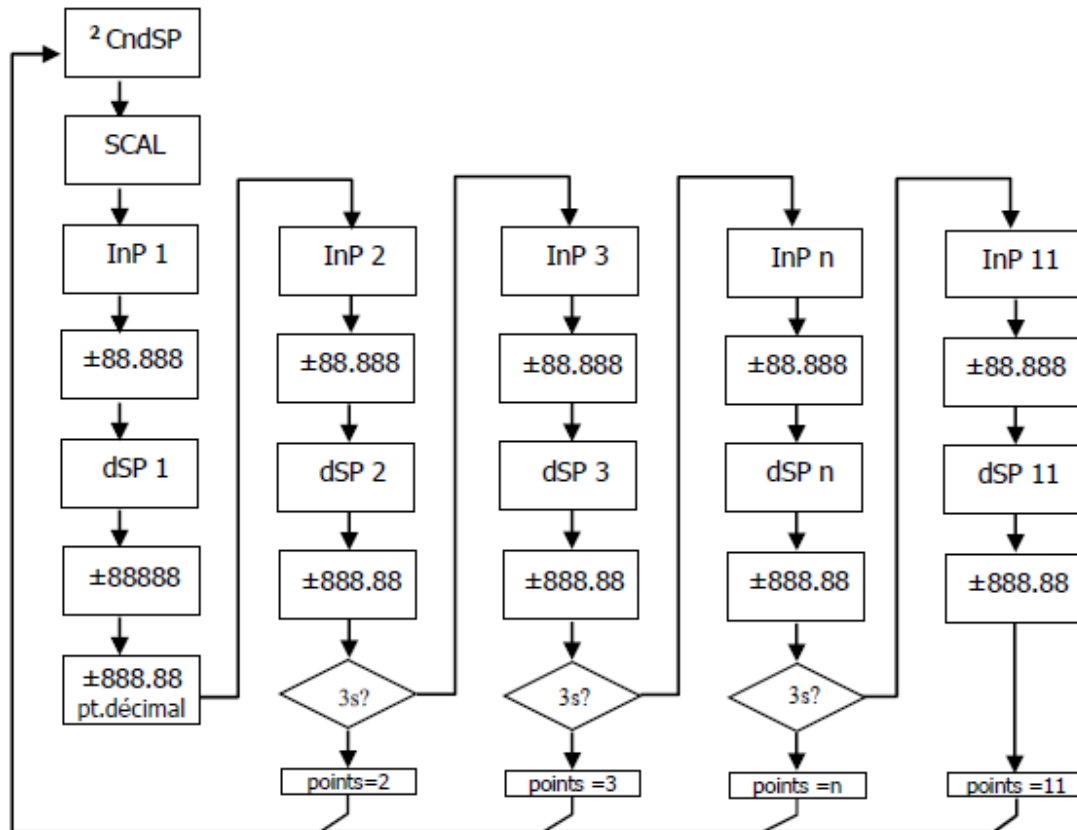 ² CndSP
SCAL
InP 1
±88.888
dSP 1
±88888
±888.88
pt.décimal
InP 2
±88.888
dSP 2
±888.88
3s?
points=2
InP 3
±88.888
dSP 3
±888.88
3s?
points =3
InP n
±88.888
dSP n
±888.88
3s?
points =n
InP 11
±88.888
dSP 11
±888.88
points =11